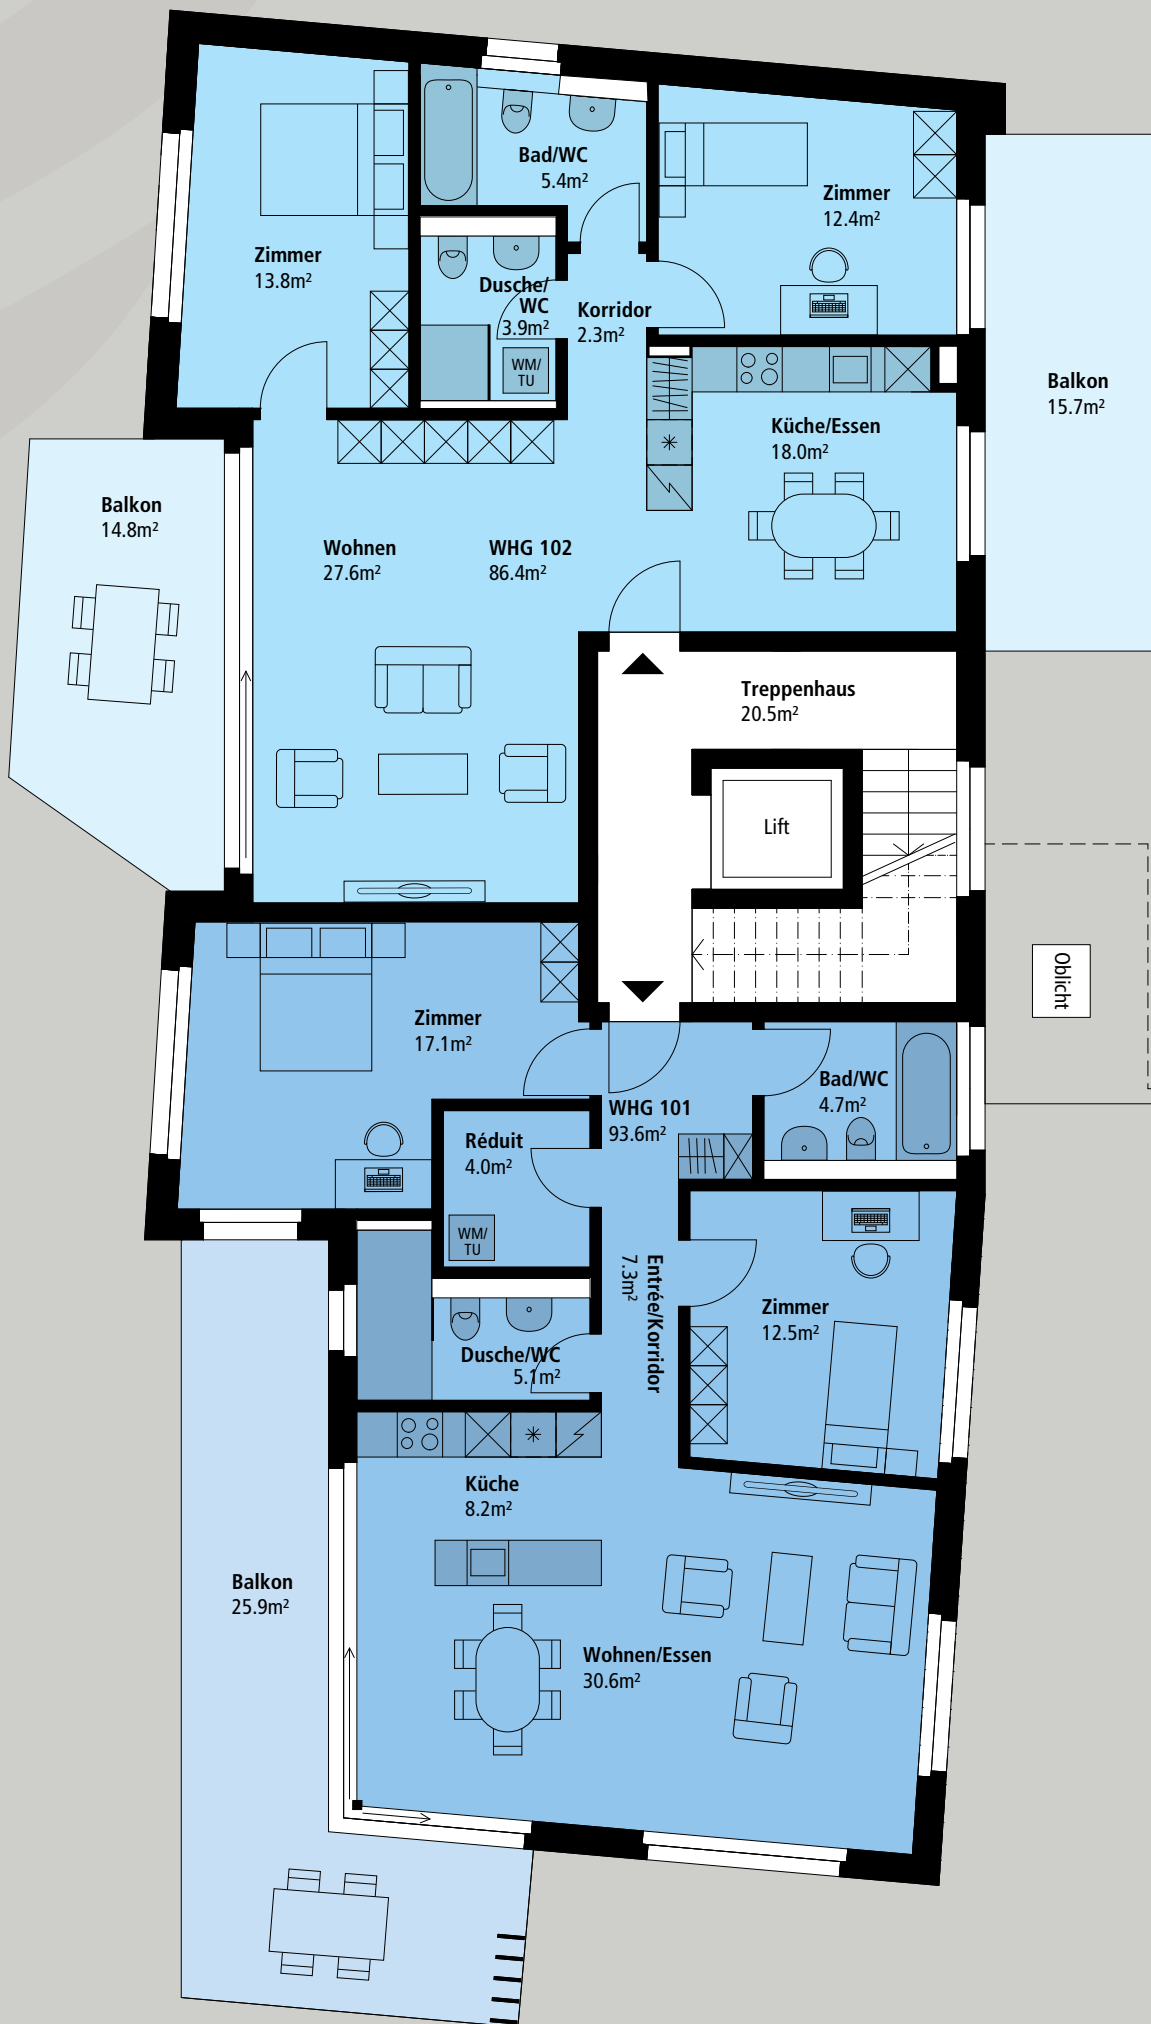 Bad/WC
5.4m²
Zimmer
12.4m²
Zimmer
13.8m²
Dusche/
WC
3.9m²
Korridor
2.3m²
WM/
TU
Balkon
15.7m²
Küche/Essen
18.0m²
Balkon
14.8m²
Wohnen
27.6m²
WHG 102
86.4m²
Treppenhaus
20.5m²
Lift
Oblicht
Zimmer
17.1m²
Bad/WC
4.7m²
WHG 101
93.6m²
Réduit
4.0m²
WM/
TU
Entrée/Korridor
7.3m²
Zimmer
12.5m²
Dusche/WC
5.1m²
Küche
8.2m²
Balkon
25.9m²
Wohnen/Essen
30.6m²